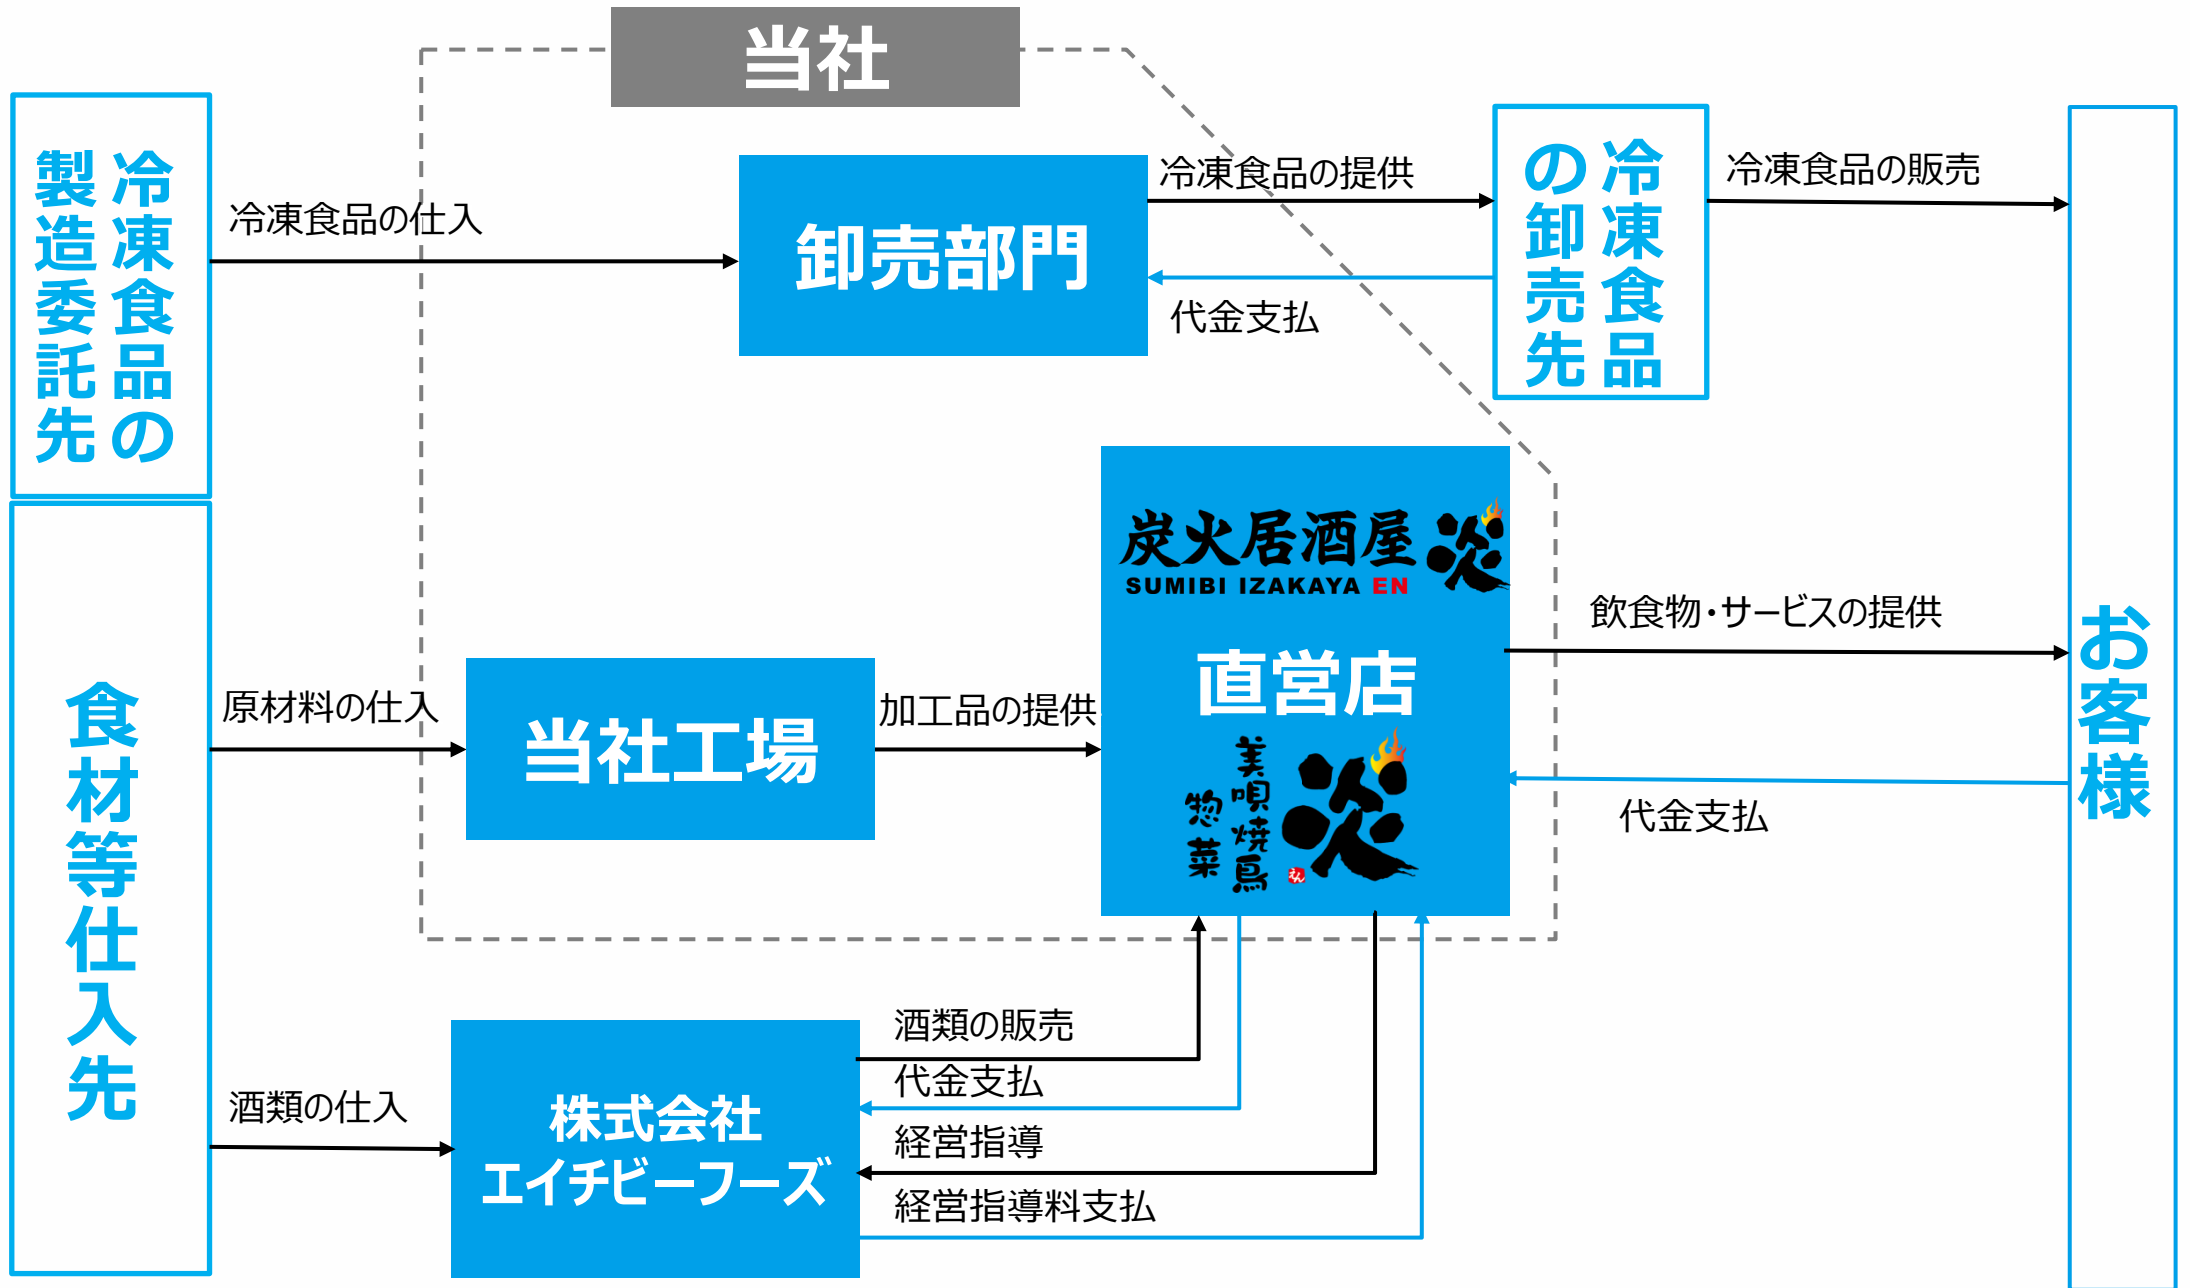 当社
冷凍食品の
製造委託先
冷凍食品の仕入
卸売部門
冷凍食品の提供
代金支払
冷凍食品
の卸売先
冷凍食品の販売
食材等仕入先
原材料の仕入
当社工場
加工品の提供
炭火居酒屋 炎
SUMIBI IZAKAYA EN
直営店
美唄焼鳥
惣菜
炎
えん
飲食物・サービスの提供
代金支払
お客様
酒類の仕入
株式会社
エイチビーフーズ
酒類の販売
代金支払
経営指導
経営指導料支払